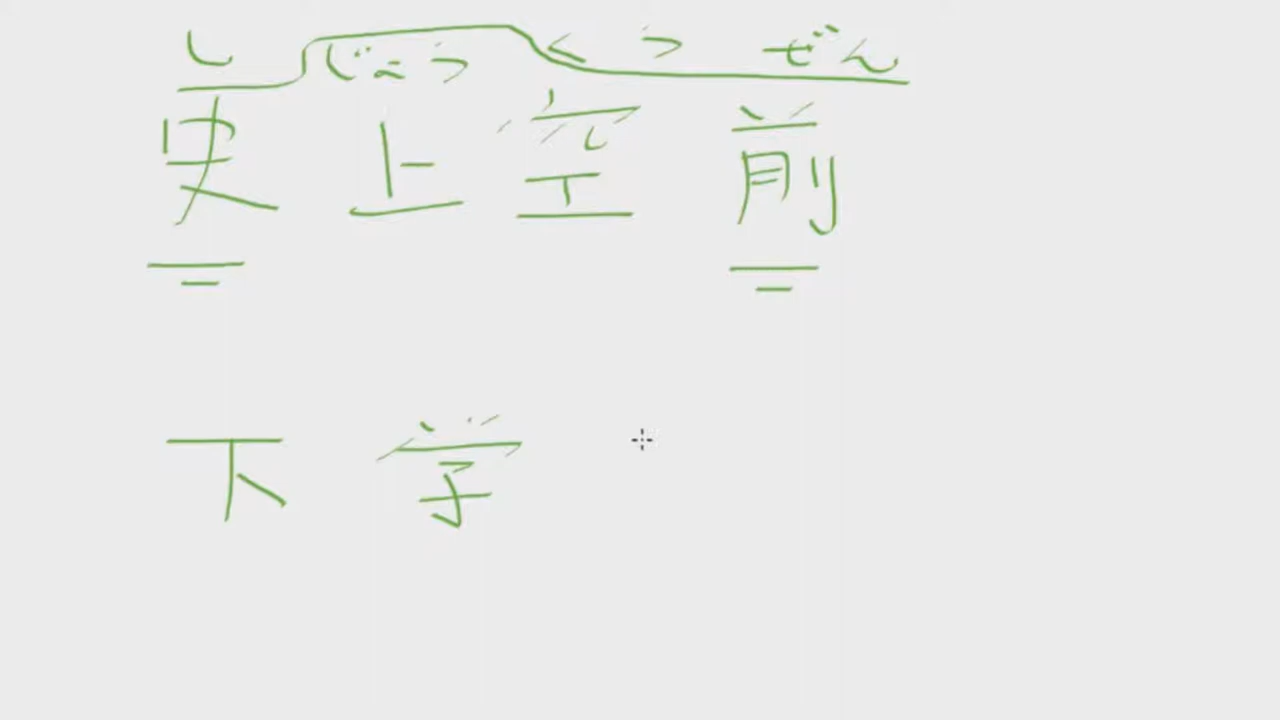 し じょう くう ぜん
史 上 空 前
下 学